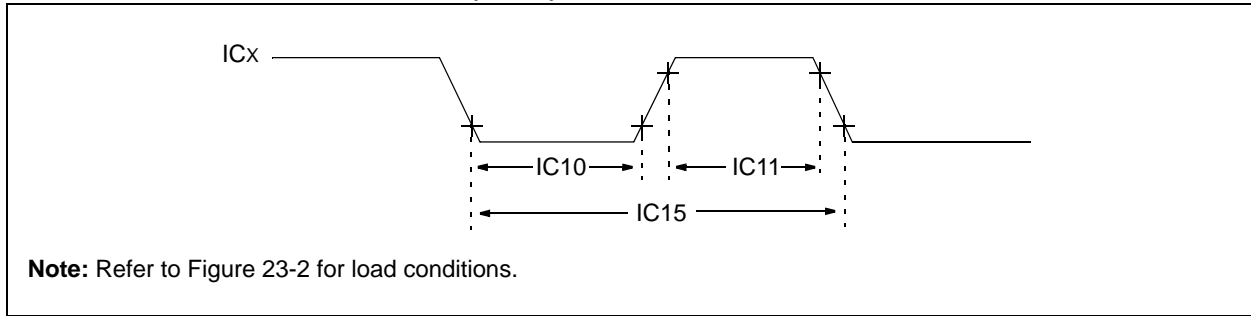 ICx
IC10
IC11
IC15
Note: Refer to Figure 23-2 for load conditions.